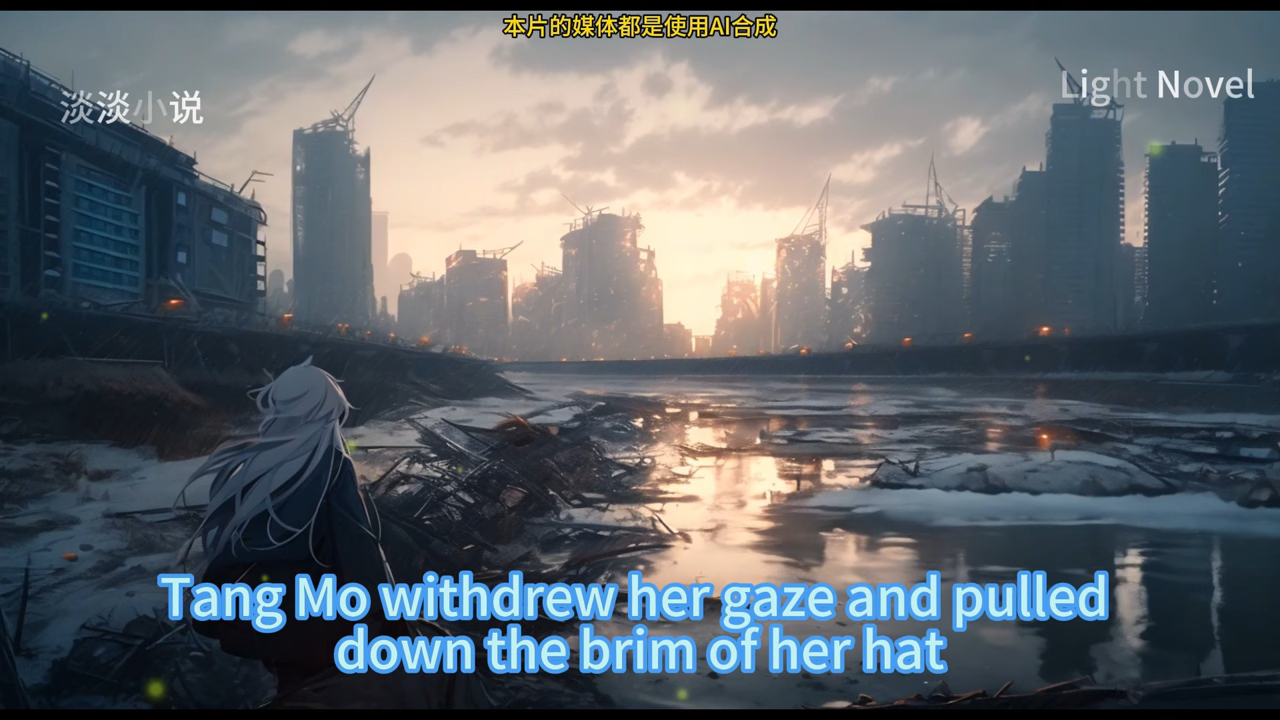 本片的媒体都是使用AI合成
淡淡小说
Light Novel
Tang Mo withdrew her gaze and pulled
down the brim of her hat